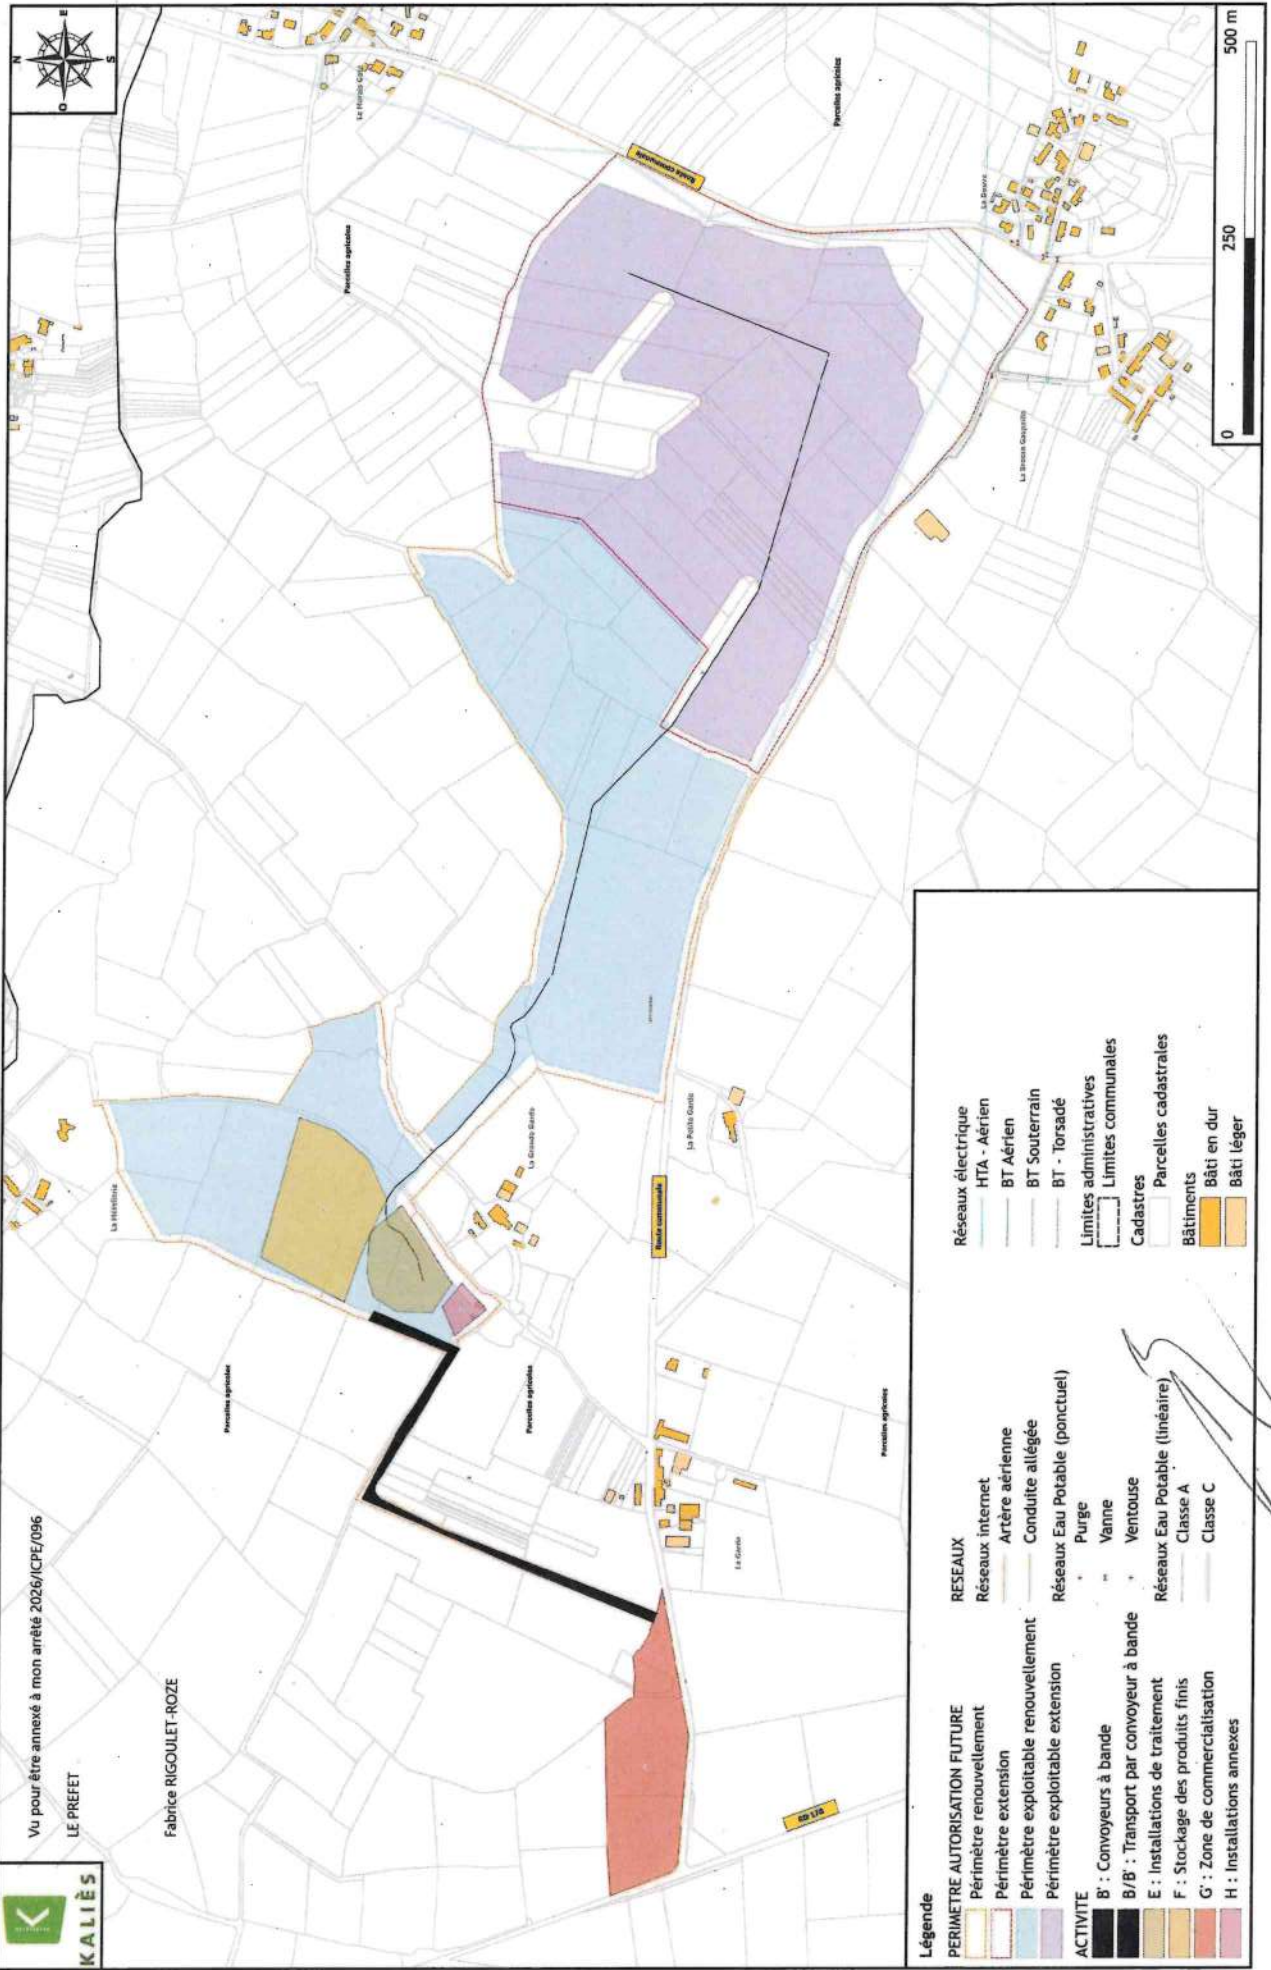 KALIÈS
Vu pour être annexé à mon arrêté 2026/ICPE/096
LE PREFET
Fabrice RIGOULET-ROZE
N
E
S
O
Parcelles agricoles
Parcelles agricoles
Parcelles agricoles
Parcelles agricoles
Parcelles agricoles
La Grande Garde
La Petite Garde
La Garde
Route communale
Route communale
RD 178
Légende
PERIMETRE AUTORISATION FUTURE
Périmètre renouvellement
Périmètre extension
Périmètre exploitable renouvellement
Périmètre exploitable extension
ACTIVITE
B' : Convoyeurs à bande
B/B' : Transport par convoyeur à bande
E : Installations de traitement
F : Stockage des produits finis
G' : Zone de commercialisation
H : Installations annexes
RESEAUX
Réseaux internet
Artère aérienne
Conduite allégée
Réseaux Eau Potable (ponctuel)
Purge
Vanne
Ventouse
Réseaux Eau Potable (linéaire)
Classe A
Classe C
Réseaux électrique
HTA - Aérien
BT Aérien
BT Souterrain
BT - Torsadé
Limites administratives
Limites communales
Cadastres
Parcelles cadastrales
Bâtiments
Bâti en dur
Bâti léger
0 250 500 m